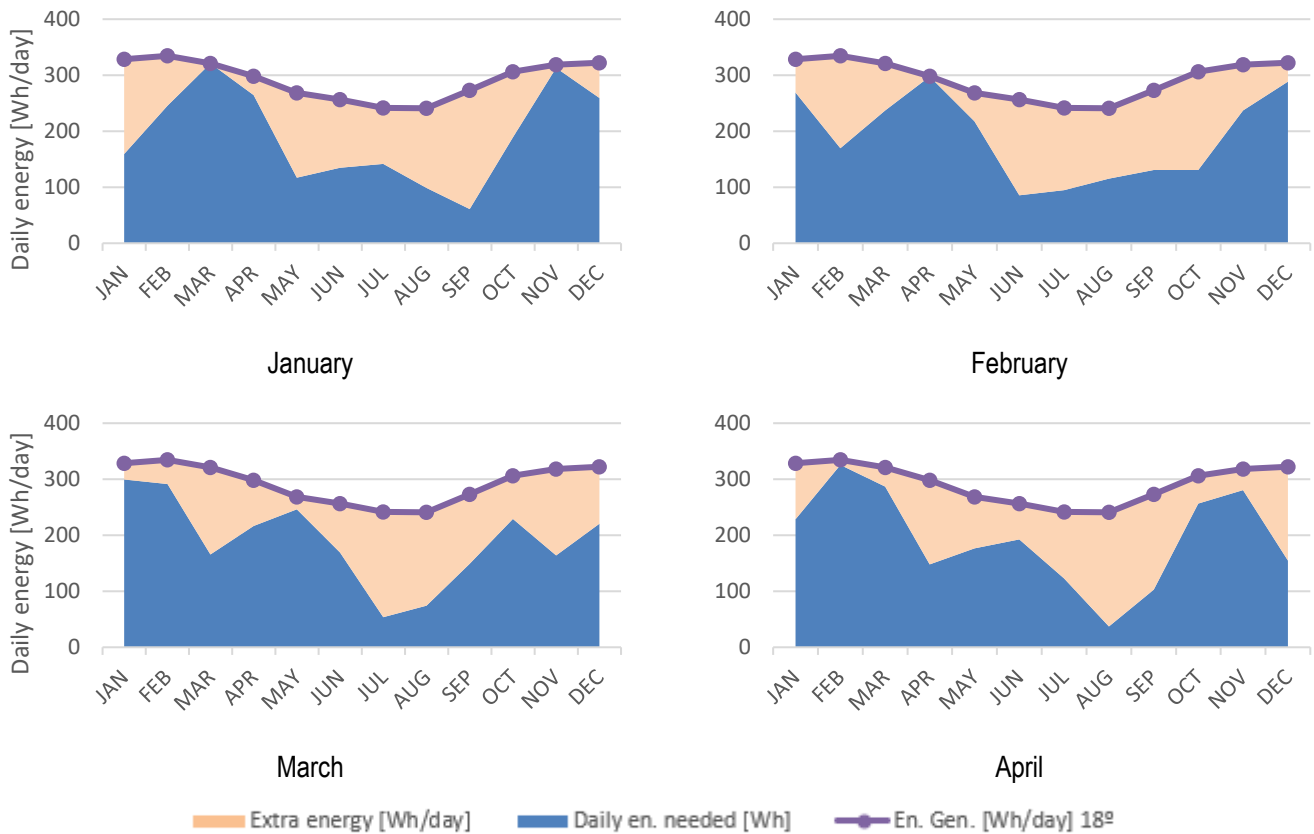 Daily energy [Wh/day]
400
300
200
100
0
JAN FEB MAR APR MAY JUN JUL AUG SEP OCT NOV DEC
January
400
300
200
100
0
JAN FEB MAR APR MAY JUN JUL AUG SEP OCT NOV DEC
February
Daily energy [Wh/day]
400
300
200
100
0
JAN FEB MAR APR MAY JUN JUL AUG SEP OCT NOV DEC
March
400
300
200
100
0
JAN FEB MAR APR MAY JUN JUL AUG SEP OCT NOV DEC
April
Extra energy [Wh/day] Daily en. needed [Wh] En. Gen. [Wh/day] 18º